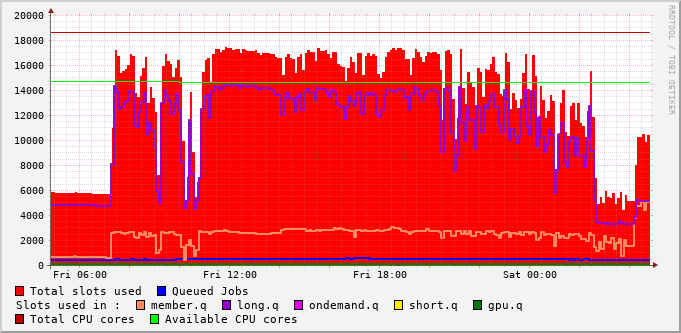 20000
18000
16000
14000
12000
10000
8000
6000
4000
2000
0
Fri 06:00 Fri 12:00 Fri 18:00 Sat 00:00
RRDTOOL / TOBI OETIKER
Total slots used Queued Jobs
Slots used in : member.q long.q ondemand.q short.q gpu.q
Total CPU cores Available CPU cores